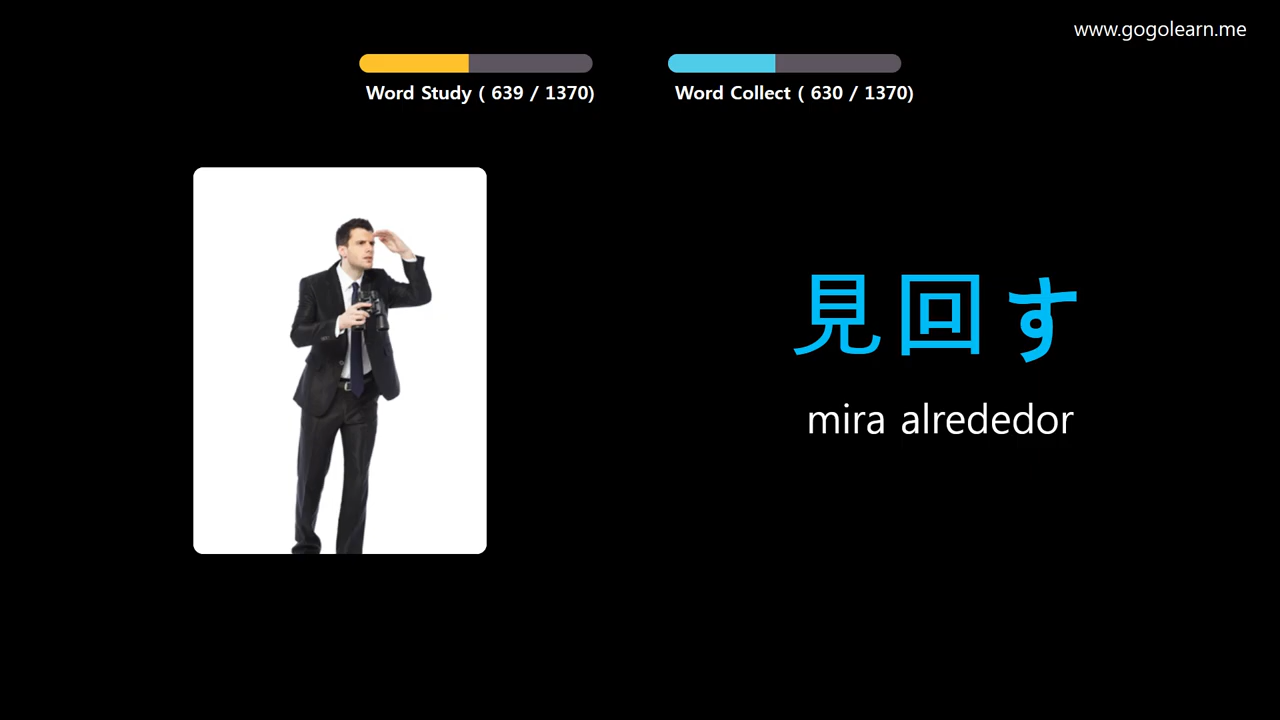 www.gogolearn.me
Word Study ( 639 / 1370)
Word Collect ( 630 / 1370)
見回す
mira alrededor